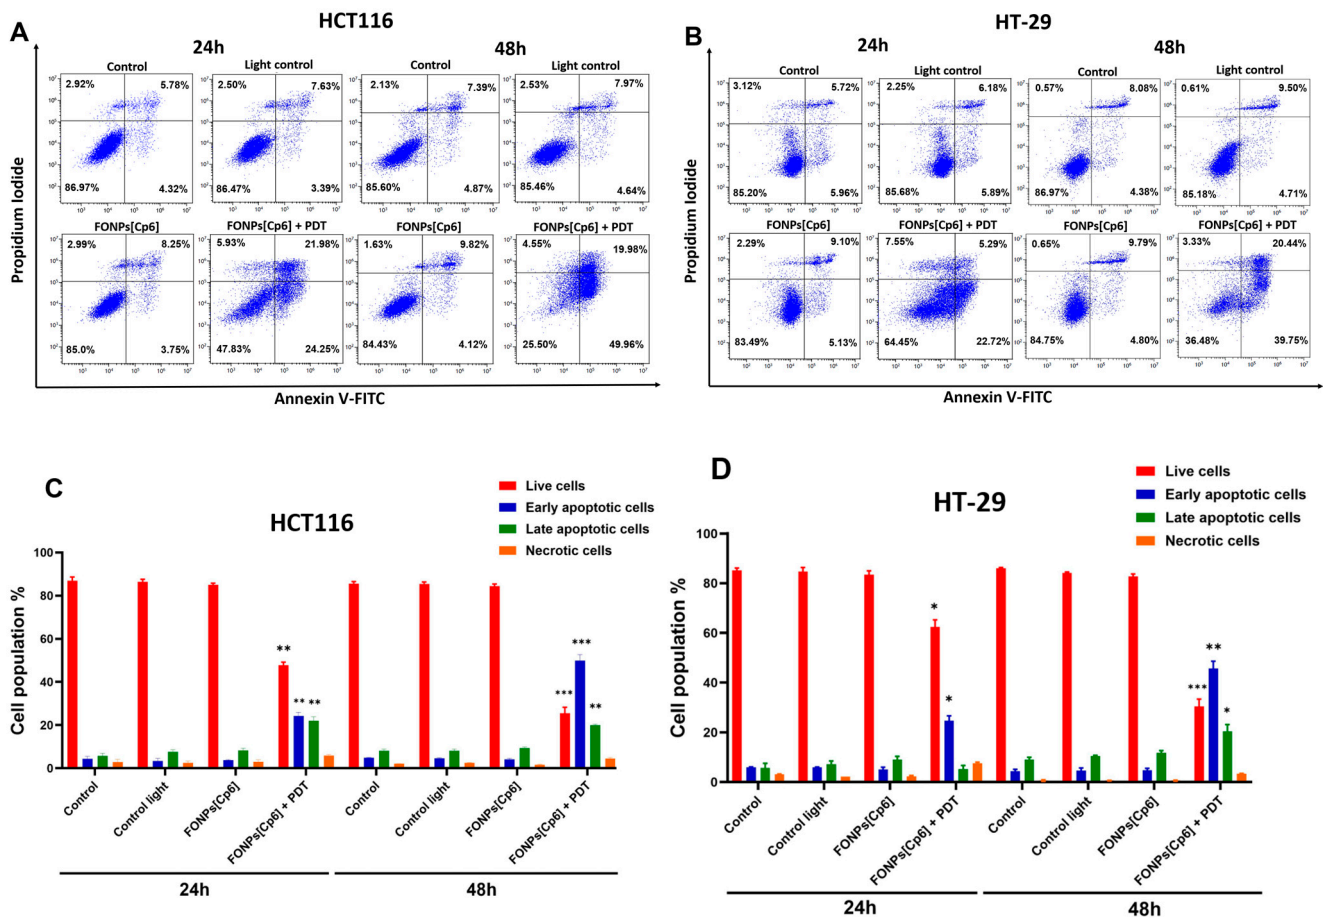 A
HCT116
24h
48h
Control
Light control
Control
Light control
2.92%
5.78%
2.50%
7.63%
2.13%
7.39%
2.53%
7.97%
86.97%
4.32%
86.47%
3.39%
85.60%
4.87%
85.46%
4.64%
FONPs[Cp6]
FONPs[Cp6] + PDT
FONPs[Cp6]
FONPs[Cp6] + PDT
2.99%
8.25%
5.93%
21.98%
1.63%
9.82%
4.55%
19.98%
85.0%
3.75%
47.83%
24.25%
84.43%
4.12%
25.50%
49.96%
Propidium Iodide
Annexin V-FITC
B
HT-29
24h
48h
Control
Light control
Control
Light control
3.12%
5.72%
2.25%
6.18%
0.57%
8.08%
0.61%
9.50%
85.20%
5.96%
85.68%
5.89%
86.97%
4.38%
85.18%
4.71%
FONPs[Cp6]
FONPs[Cp6] + PDT
FONPs[Cp6]
FONPs[Cp6] + PDT
2.29%
9.10%
7.55%
5.29%
0.65%
9.79%
3.33%
20.44%
83.49%
5.13%
64.45%
22.72%
84.75%
4.80%
36.48%
39.75%
Propidium Iodide
Annexin V-FITC
C
HCT116
Live cells
Early apoptotic cells
Late apoptotic cells
Necrotic cells
Cell population %
100
80
60
40
20
0
**
**
**
***
***
**
Control
Control light
FONPs[Cp6]
FONPs[Cp6] + PDT
Control
Control light
FONPs[Cp6]
FONPs[Cp6] + PDT
24h
48h
D
HT-29
Live cells
Early apoptotic cells
Late apoptotic cells
Necrotic cells
Cell population %
100
80
60
40
20
0
*
*
***
**
*
Control
Control light
FONPs[Cp6]
FONPs[Cp6] + PDT
Control
Control light
FONPs[Cp6]
FONPs[Cp6] + PDT
24h
48h